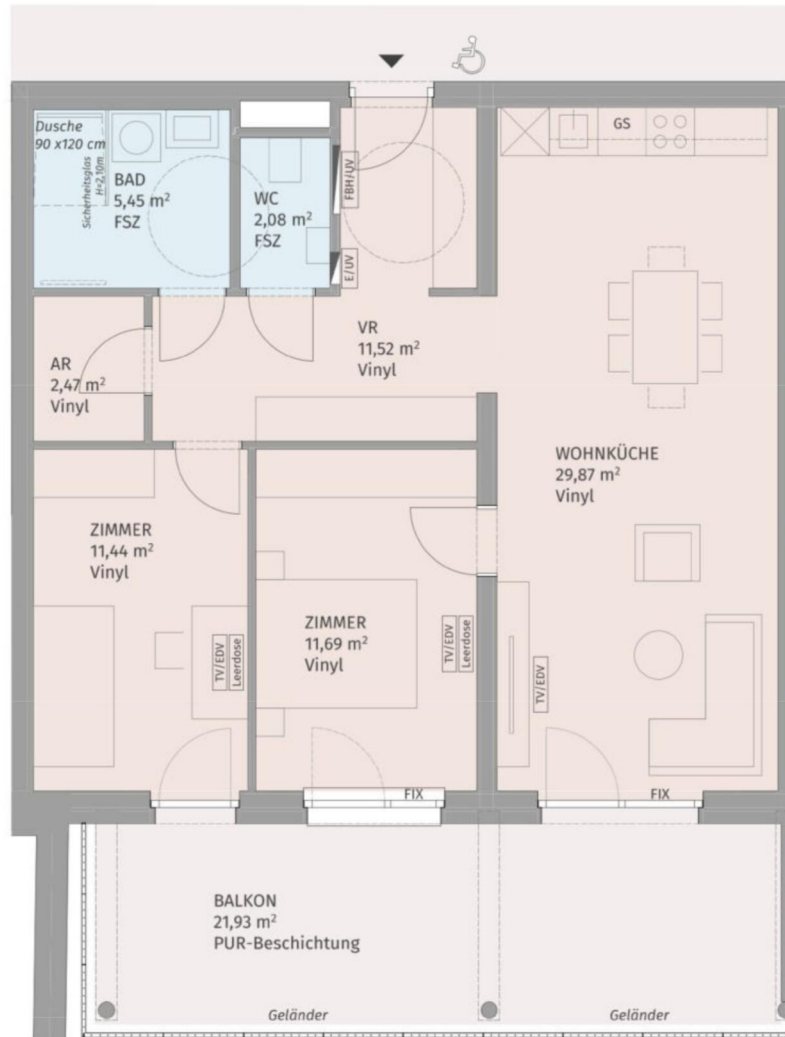 Dusche
90 x120 cm
Sicherheitsglas
H=2,10m
BAD
5,45 m²
FSZ
WC
2,08 m²
FSZ
FBH/UV
E/UV
GS
VR
11,52 m²
Vinyl
AR
2,47 m²
Vinyl
WOHNKÜCHE
29,87 m²
Vinyl
ZIMMER
11,44 m²
Vinyl
TV/EDV
Leerdose
ZIMMER
11,69 m²
Vinyl
TV/EDV
Leerdose
TV/EDV
FIX
FIX
BALKON
21,93 m²
PUR-Beschichtung
Geländer
Geländer